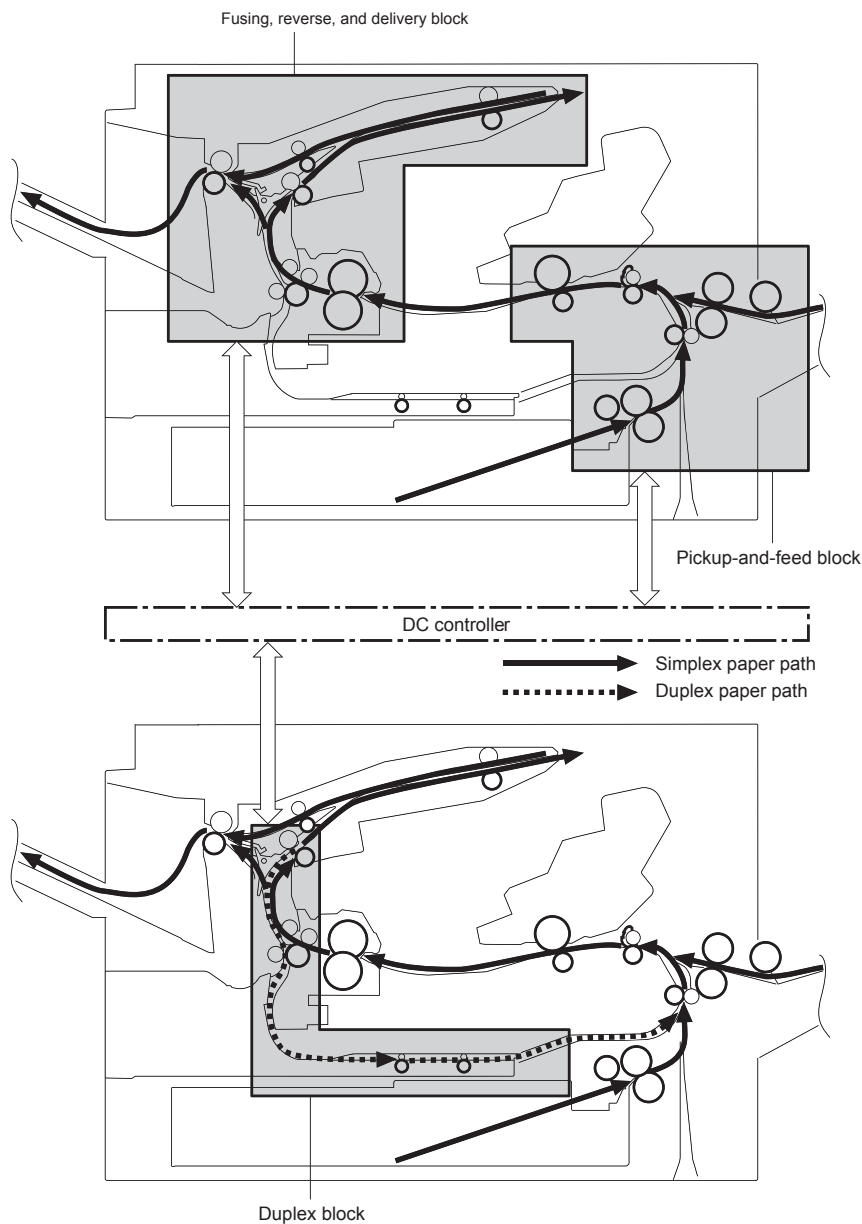 Fusing, reverse, and delivery block
Pickup-and-feed block
DC controller
Simplex paper path
Duplex paper path
Duplex block